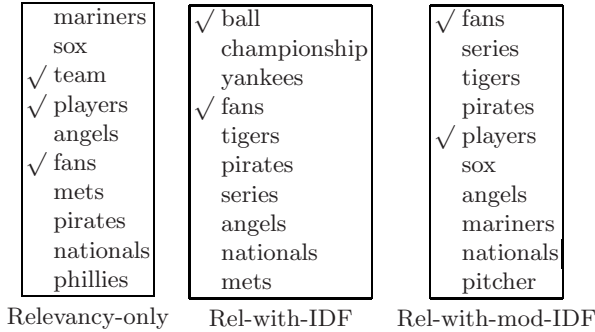 mariners
sox
√ team
√ players
angels
√ fans
mets
pirates
nationals
phillies
Relevancy-only
√ ball
championship
yankees
√ fans
tigers
pirates
series
angels
nationals
mets
Rel-with-IDF
√ fans
series
tigers
pirates
√ players
sox
angels
mariners
nationals
pitcher
Rel-with-mod-IDF